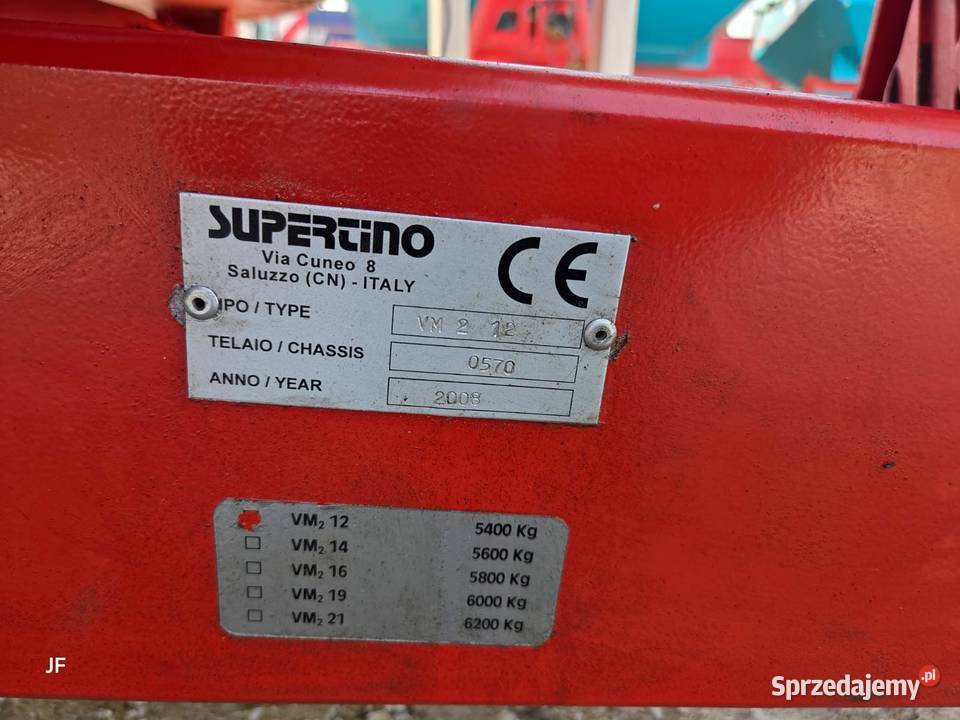 SUPERTINO
Via Cuneo 8
Saluzzo (CN) - ITALY
CE
IPO / TYPE VM 2 12
TELAIO / CHASSIS 0570
ANNO / YEAR 2008
VM₂ 12 5400 Kg
VM₂ 14 5600 Kg
VM₂ 16 5800 Kg
VM₂ 19 6000 Kg
VM₂ 21 6200 Kg
JF
Sprzedajemy.pl